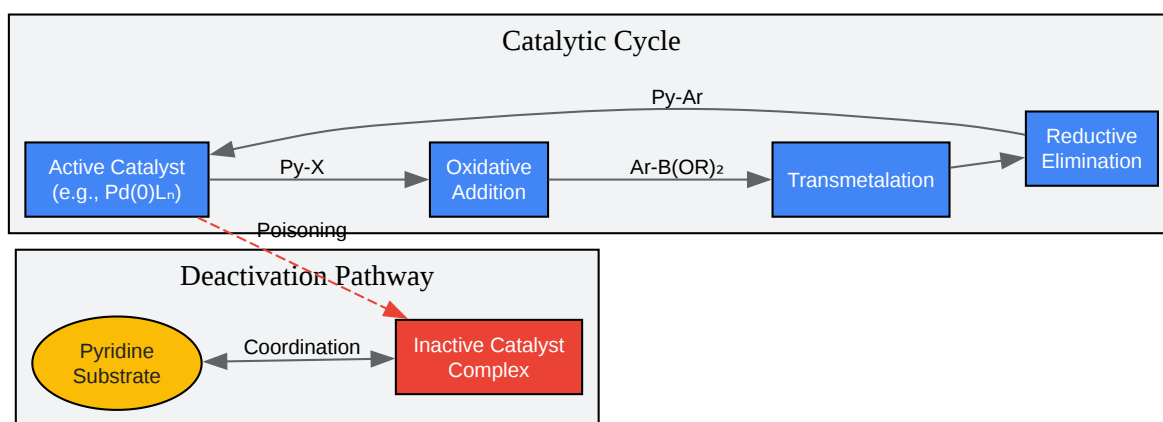 Catalytic Cycle
Py-Ar
Active Catalyst
(e.g., Pd(0)Lₙ)
Py-X
Oxidative
Addition
Ar-B(OR)₂
Transmetalation
Reductive
Elimination
Poisoning
Deactivation Pathway
Pyridine
Substrate
Coordination
Inactive Catalyst
Complex